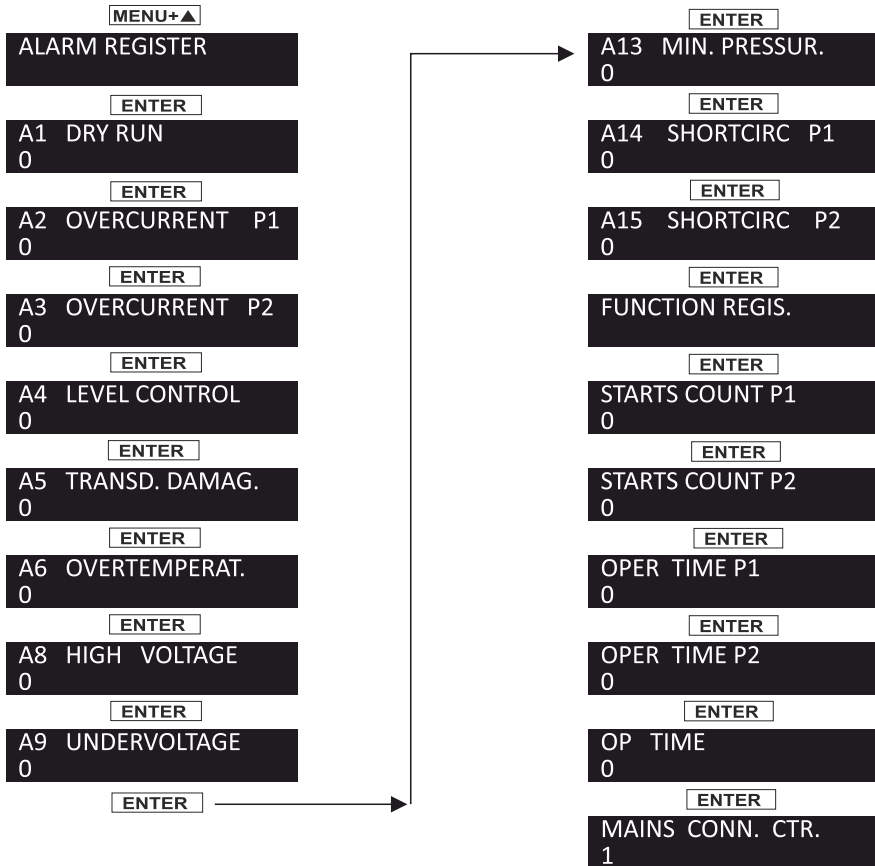 MENU+▲
ALARM REGISTER
ENTER
A1 DRY RUN
0
ENTER
A2 OVERCURRENT P1
0
ENTER
A3 OVERCURRENT P2
0
ENTER
A4 LEVEL CONTROL
0
ENTER
A5 TRANSD. DAMAG.
0
ENTER
A6 OVERTEMPERAT.
0
ENTER
A8 HIGH VOLTAGE
0
ENTER
A9 UNDERVOLTAGE
0
ENTER
ENTER
A13 MIN. PRESSUR.
0
ENTER
A14 SHORTCIRC P1
0
ENTER
A15 SHORTCIRC P2
0
ENTER
FUNCTION REGIS.
ENTER
STARTS COUNT P1
0
ENTER
STARTS COUNT P2
0
ENTER
OPER TIME P1
0
ENTER
OPER TIME P2
0
ENTER
OP TIME
0
ENTER
MAINS CONN. CTR.
1